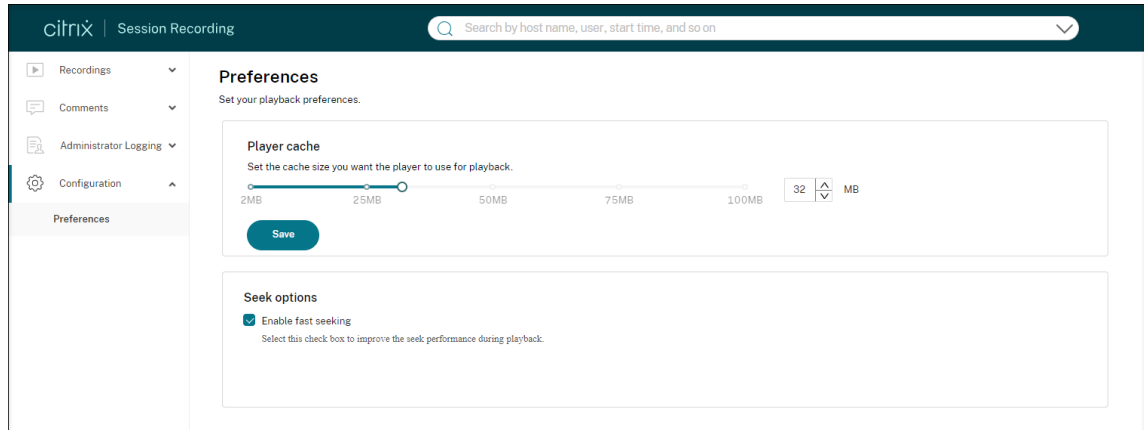 citrix | Session Recording
Search by host name, user, start time, and so on
Recordings
Comments
Administrator Logging
Configuration
Preferences
Preferences
Set your playback preferences.
Player cache
Set the cache size you want the player to use for playback.
2MB 25MB 50MB 75MB 100MB
32 MB
Save
Seek options
Enable fast seeking
Select this check box to improve the seek performance during playback.